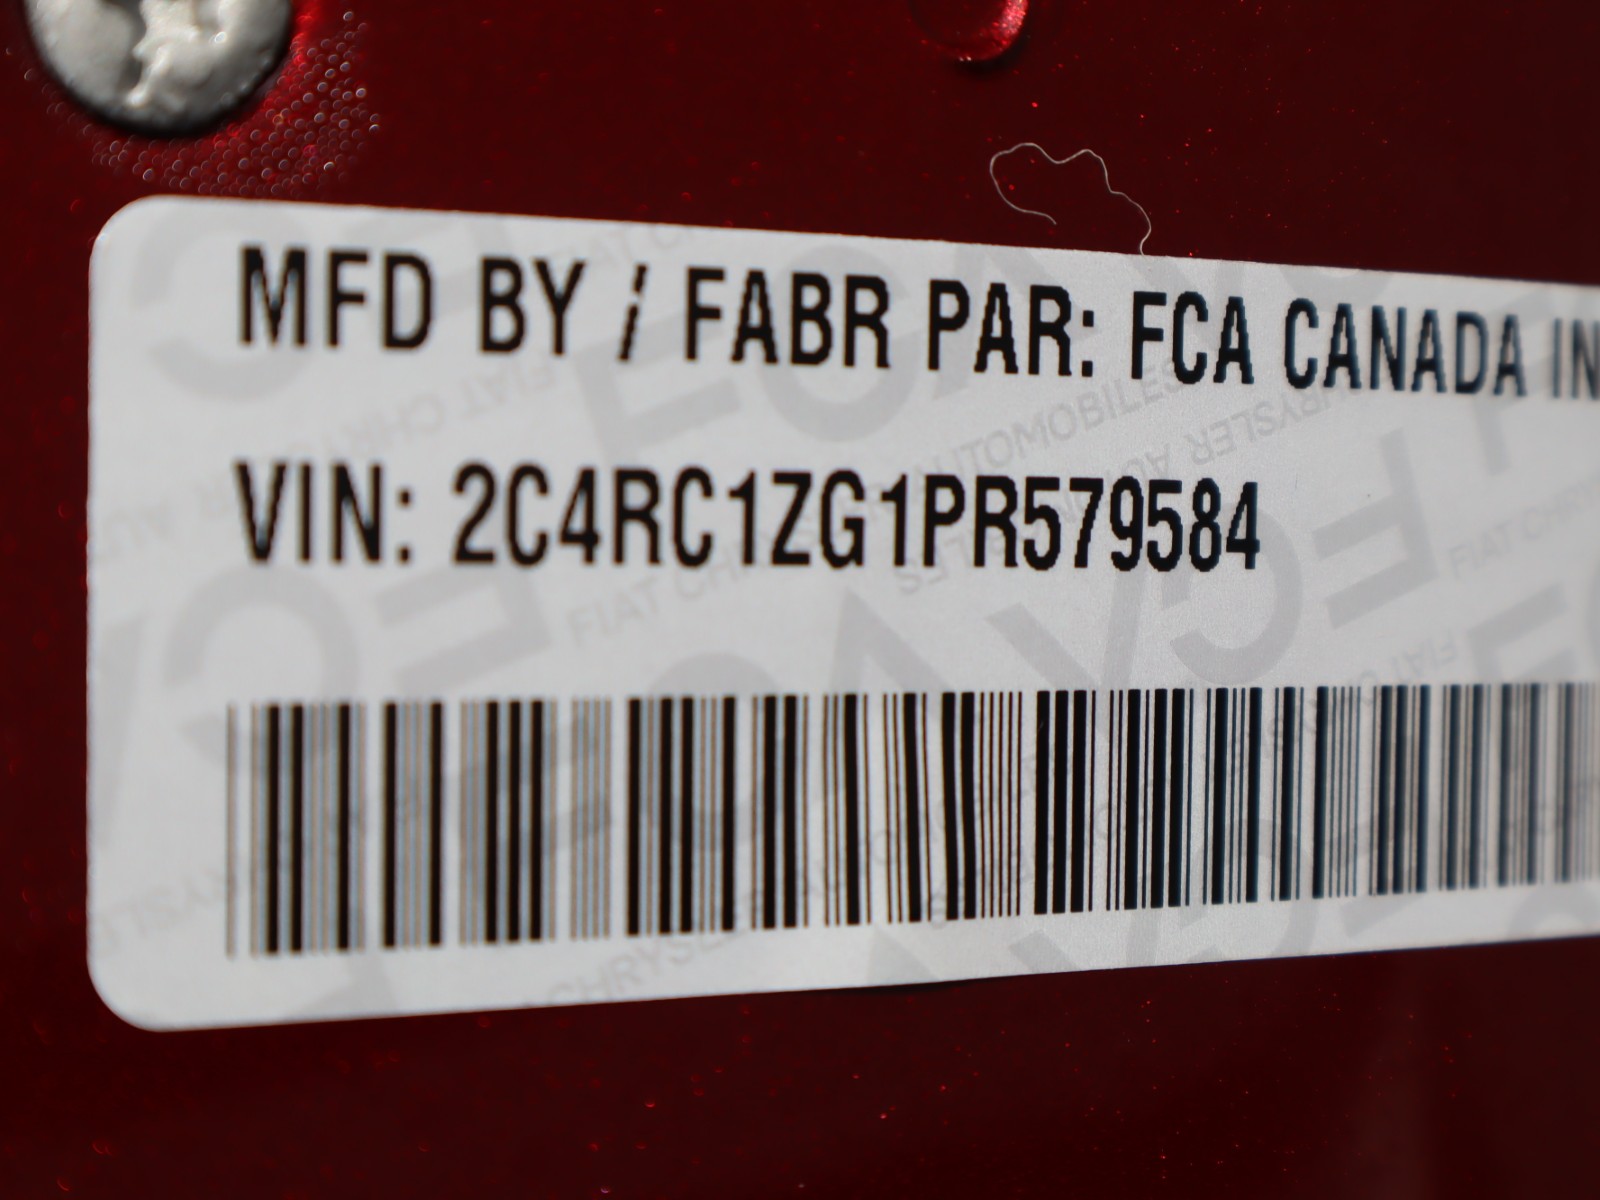 MFD BY / FABR PAR: FCA CANADA IN
VIN: 2C4RC1ZG1PR579584